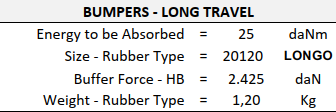 BUMPERS - LONG TRAVEL
Energy to be Absorbed = 25 daNm
Size - Rubber Type = 20120 LONGO
Buffer Force - HB = 2.425 daN
Weight - Rubber Type = 1,20 Kg